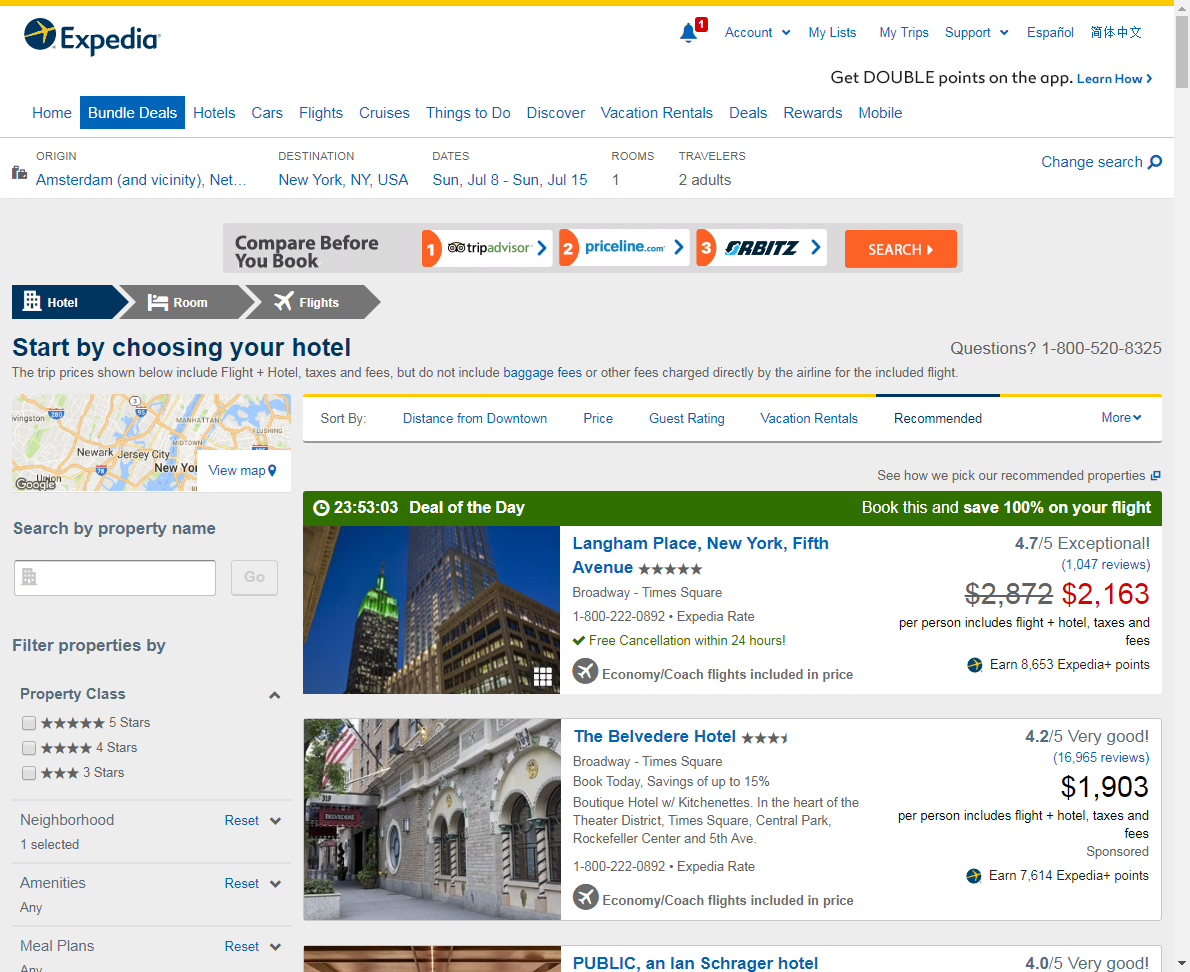 Expedia
1
Account
My Lists
My Trips
Support
Español
简体中文
Get DOUBLE points on the app. Learn How
Home
Bundle Deals
Hotels
Cars
Flights
Cruises
Things to Do
Discover
Vacation Rentals
Deals
Rewards
Mobile
ORIGIN
Amsterdam (and vicinity), Net...
DESTINATION
New York, NY, USA
DATES
Sun, Jul 8 - Sun, Jul 15
ROOMS
1
TRAVELERS
2 adults
Change search
Compare Before
You Book
1 tripadvisor
2 priceline.com
3 ORBITZ
SEARCH
Hotel
Room
Flights
Start by choosing your hotel
Questions? 1-800-520-8325
The trip prices shown below include Flight + Hotel, taxes and fees, but do not include baggage fees or other fees charged directly by the airline for the included flight.
ivingston
280
3
95
MANHATTAN
FLUSHING
MIDTOWN
Newark
Jersey City
78
New Yor
Union
Google
View map
Sort By:
Distance from Downtown
Price
Guest Rating
Vacation Rentals
Recommended
More
See how we pick our recommended properties
Search by property name
Go
Filter properties by
Property Class
5 Stars
4 Stars
3 Stars
Neighborhood
Reset
1 selected
Amenities
Reset
Any
Meal Plans
Reset
Any
23:53:03 Deal of the Day
Book this and save 100% on your flight
Langham Place, New York, Fifth
Avenue
Broadway - Times Square
1-800-222-0892 • Expedia Rate
Free Cancellation within 24 hours!
Economy/Coach flights included in price
4.7/5 Exceptional!
(1,047 reviews)
$2,872 $2,163
per person includes flight + hotel, taxes and
fees
Earn 8,653 Expedia+ points
319
BELVEDERE
The Belvedere Hotel
Broadway - Times Square
Book Today, Savings of up to 15%
Boutique Hotel w/ Kitchenettes. In the heart of the
Theater District, Times Square, Central Park,
Rockefeller Center and 5th Ave.
1-800-222-0892 • Expedia Rate
Economy/Coach flights included in price
4.2/5 Very good!
(16,965 reviews)
$1,903
per person includes flight + hotel, taxes and
fees
Sponsored
Earn 7,614 Expedia+ points
PUBLIC, an Ian Schrager hotel
4.0/5 Very good!